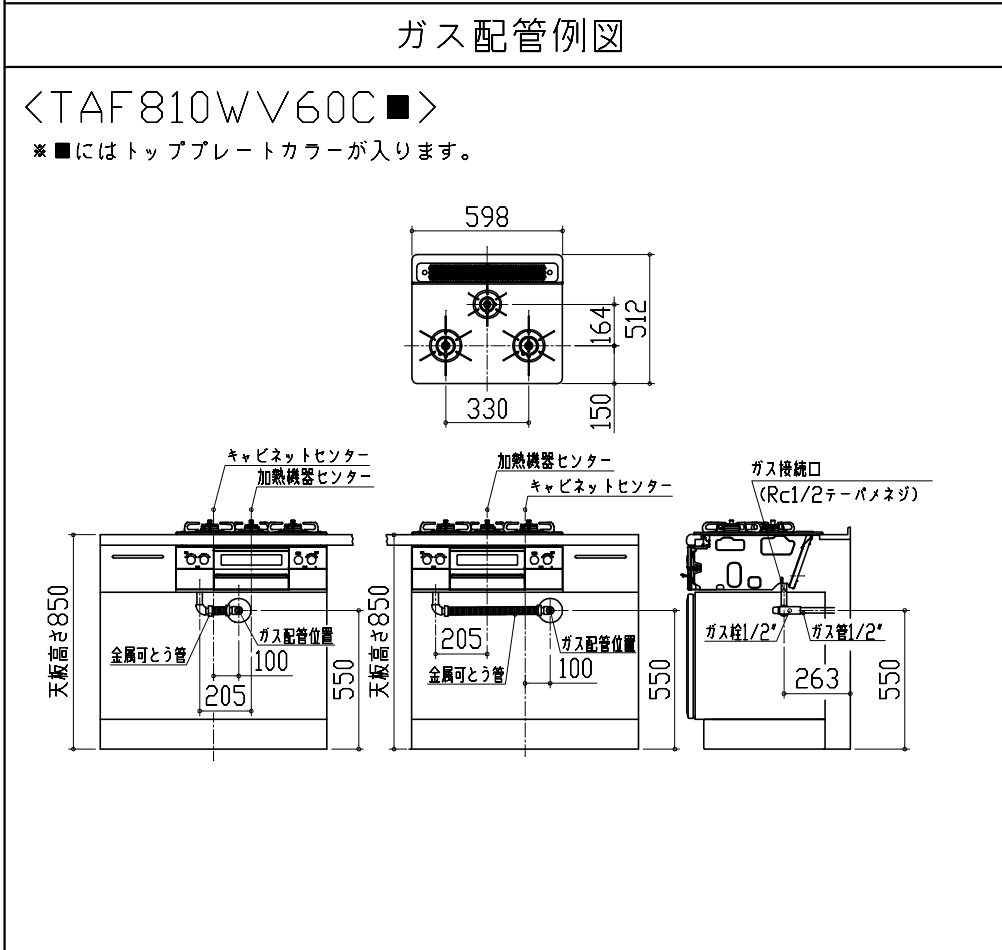 ガス配管例図
<TAF810WV60C■>
※■にはトッププレートカラーが入ります。
598
164
512
330
150
キャビネットセンター
加熱機器センター
天板高さ850
金属可とう管
ガス配管位置
100
205
550
加熱機器センター
キャビネットセンター
天板高さ850
205
金属可とう管
ガス配管位置
100
550
ガス接続口
(Rc1/2テーパメネジ)
ガス栓1/2"
ガス管1/2"
263
550